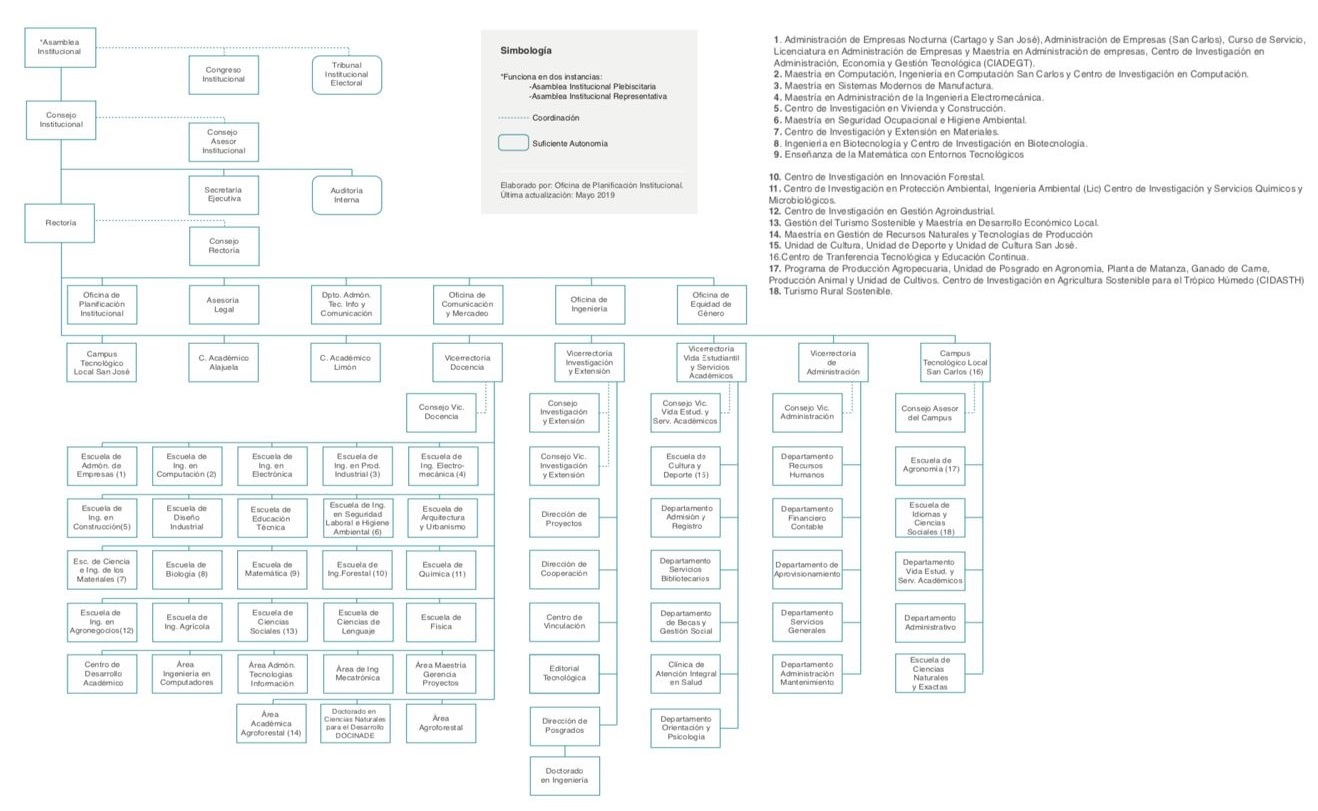 *Asamblea
Institucional
Congreso
Institucional
Tribunal
Institucional
Electoral
Consejo
Institucional
Consejo
Asesor
Institucional
Secretaria
Ejecutiva
Auditoría
Interna
Rectoría
Consejo
Rectoría
Simbología
*Funciona en dos instancias:
-Asamblea Institucional Plebiscitaria
-Asamblea Institucional Representativa
Coordinación
Suficiente Autonomía
Elaborado por: Oficina de Planificación Institucional.
Última actualización: Mayo 2019
1. Administración de Empresas Nocturna (Cartago y San José), Administración de Empresas (San Carlos), Curso de Servicio,
Licenciatura en Administración de Empresas y Maestria en Administración de empresas, Centro de Investigación en
Administración, Economía y Gestión Tecnológica (CIADEGT).
2. Maestría en Computación, Ingeniería en Computación San Carlos y Centro de Investigación en Computación.
3. Maestría en Sistemas Modernos de Manufactura.
4. Maestría en Administración de la Ingeniería Electromecánica.
5. Centro de Investigación en Vivienda y Construcción.
6. Maestría en Seguridad Ocupacional e Higiene Ambiental.
7. Centro de Investigación y Extensión en Materiales.
8. Ingeniería en Biotecnología y Centro de Investigación en Biotecnología.
9. Enseñanza de la Matemática con Entornos Tecnológicos
10. Centro de Investigación en Innovación Forestal.
11. Centro de Investigación en Protección Ambiental, Ingeniería Ambiental (Lic) Centro de Investigación y Servicios Químicos y
Microbiológicos.
12. Centro de Investigación en Gestión Agroindustrial.
13. Gestión del Turismo Sostenible y Maestría en Desarrollo Económico Local.
14. Maestría en Gestión de Recursos Naturales y Tecnologías de Producción
15. Unidad de Cultura, Unidad de Deporte y Unidad de Cultura San José.
16.Centro de Tranferencia Tecnológica y Educación Continua.
17. Programa de Producción Agropecuaria, Unidad de Posgrado en Agronomía, Planta de Matanza, Ganado de Carne,
Producción Animal y Unidad de Cultivos. Centro de Investigación en Agricultura Sostenible para el Trópico Húmedo (CIDASTH)
18. Turismo Rural Sostenible.
Oficina de
Planificación
Institucional
Asesoría
Legal
Dpto. Admón.
Tec. Info y
Comunicación
Oficina de
Comunicación
y Mercadeo
Oficina de
Ingeniería
Oficina de
Equidad de
Género
Campus
Tecnológico
Local San José
C. Académico
Alajuela
C. Académico
Limón
Vicerrectoría
Docencia
Vicerrectoría
Investigación
y Extensión
Vicerrectoría
Vida Estudiantil
y Servicios
Académicos
Vicerrectoría
de
Administración
Campus
Tecnológico Local
San Carlos (16)
Consejo Vic.
Docencia
Consejo
Investigación
y Extensión
Consejo Vic.
Vida Estud. y
Serv. Académicos
Consejo Vic.
Administración
Consejo Asesor
del Campus
Escuela de
Admón. de
Empresas (1)
Escuela de
Ing. en
Computación (2)
Escuela de
Ing. en
Electrónica
Escuela de
Ing. en Prod.
Industrial (3)
Escuela de
Ing. Electro-
mecánica (4)
Consejo Vic.
Investigación
y Extensión
Escuela de
Cultura y
Deporte (15)
Departamento
Recursos
Humanos
Escuela de
Agronomía (17)
Escuela de
Ing. en
Construcción(5)
Escuela de
Diseño
Industrial
Escuela de
Educación
Técnica
Escuela de Ing.
en Seguridad
Laboral e Higiene
Ambiental (6)
Escuela de
Arquitectura
y Urbanismo
Dirección de
Proyectos
Departamento
Admisión y
Registro
Departamento
Financiero
Contable
Escuela de
Idiomas y
Ciencias
Sociales (18)
Esc. de Ciencia
e Ing. de los
Materiales (7)
Escuela de
Biología (8)
Escuela de
Matemática (9)
Escuela de
Ing.Forestal (10)
Escuela de
Química (11)
Dirección de
Cooperación
Departamento
Servicios
Bibliotecarios
Departamento de
Aprovisionamiento
Departamento
Vida Estud. y
Serv. Académicos
Escuela de
Ing. en
Agronegocios(12)
Escuela de
Ing. Agrícola
Escuela de
Ciencias
Sociales (13)
Escuela de
Ciencias de
Lenguaje
Escuela de
Física
Centro de
Vinculación
Departamento
de Becas y
Gestión Social
Departamento
Servicios
Generales
Departamento
Administrativo
Centro de
Desarrollo
Académico
Área
Ingeniería en
Computadores
Área Admón.
Tecnologías
Información
Área de Ing
Mecatrónica
Área Maestría
Gerencia
Proyectos
Editorial
Tecnológica
Clínica de
Atención Integral
en Salud
Departamento
Administración
Mantenimiento
Escuela de
Ciencias
Naturales
y Exactas
Área
Académica
Agroforestal (14)
Doctorado en
Ciencias Naturales
para el Desarrollo
DOCINADE
Área
Agroforestal
Dirección de
Posgrados
Departamento
Orientación y
Psicología
Doctorado
en Ingeniería